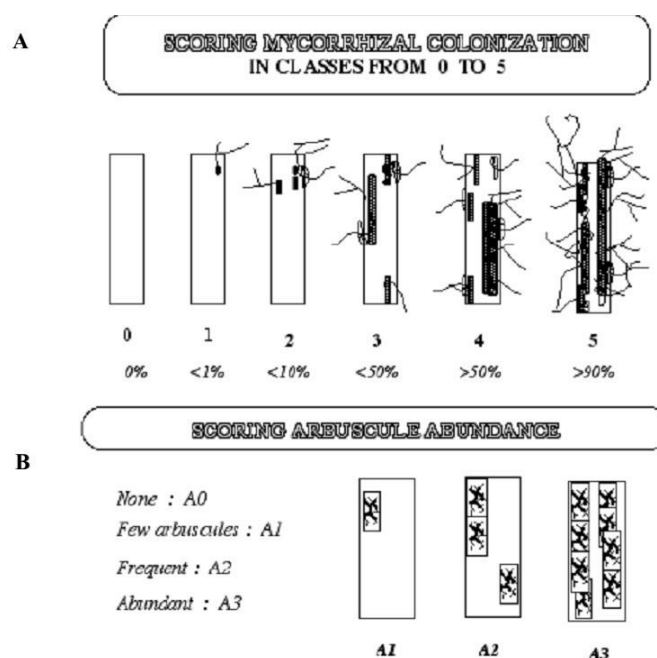 A
SCORING MYCORRHIZAL COLONIZATION
IN CLASSES FROM 0 TO 5
0 1 2 3 4 5
0% <1% <10% <50% >50% >90%
SCORING ARBUSCULE ABUNDANCE
B
None : A0
Few arbuscules : A1
Frequent : A2
Abundant : A3
A1 A2 A3